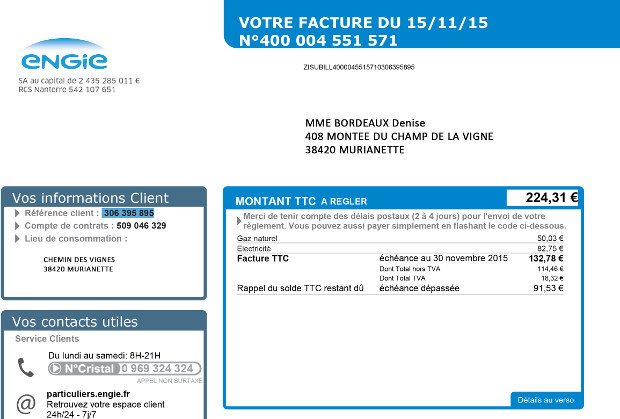 VOTRE FACTURE DU 15/11/15
N°400 004 551 571
ENGIE
SA au capital de 2 435 285 011 €
RCS Nanterre 542 107 651
ZISUBILL4000045515710306395895
MME BORDEAUX Denise
408 MONTEE DU CHAMP DE LA VIGNE
38420 MURIANETTE
Vos informations Client
Référence client : 306 395 895
Compte de contrats : 509 046 329
Lieu de consommation :
CHEMIN DES VIGNES
38420 MURIANETTE
MONTANT TTC A REGLER 224,31 €
Merci de tenir compte des délais postaux (2 à 4 jours) pour l'envoi de votre
règlement. Vous pouvez aussi payer simplement en flashant le code ci-dessous.
Gaz naturel 50,03 €
Electricité 82,75 €
Facture TTC échéance au 30 novembre 2015 132,78 €
Dont Total hors TVA 114,46 €
Dont Total TVA 18,32 €
Rappel du solde TTC restant dû échéance dépassée 91,53 €
Détails au verso
Vos contacts utiles
Service Clients
Du lundi au samedi: 8H-21H
N°Cristal 0 969 324 324
APPEL NON SURTAXE
particuliers.engie.fr
Retrouvez votre espace client
24h/24 - 7j/7